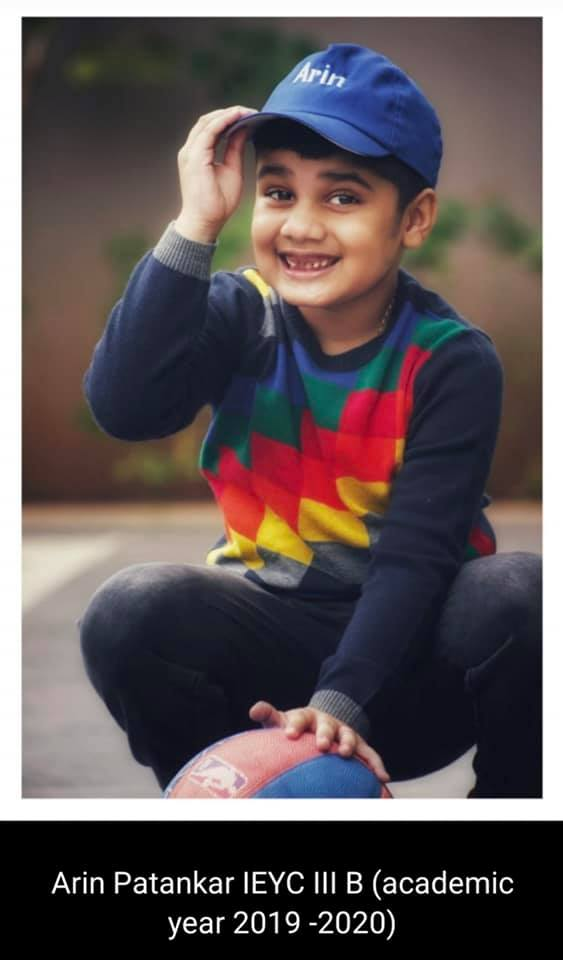 Arin
Arin Patankar IEYC III B (academic
year 2019 -2020)